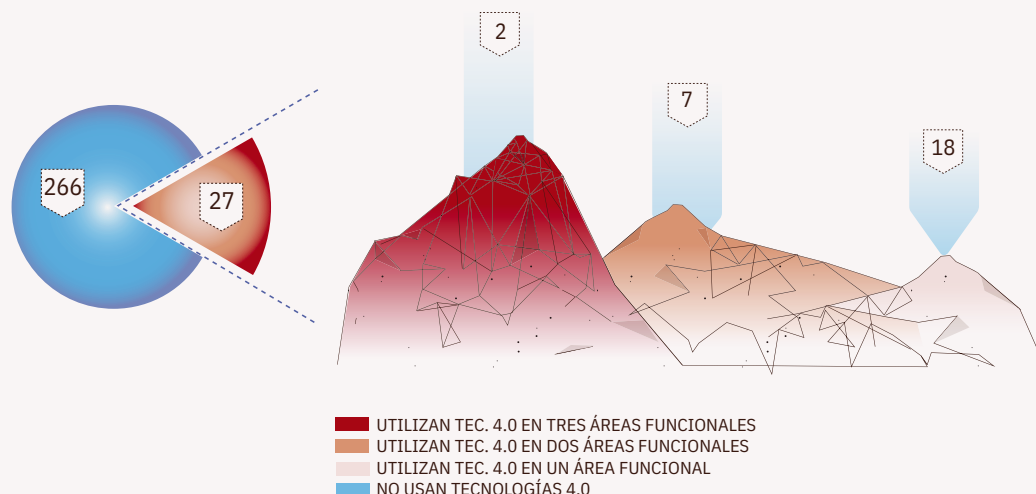 2
7
18
266
27
UTILIZAN TEC. 4.0 EN TRES ÁREAS FUNCIONALES
UTILIZAN TEC. 4.0 EN DOS ÁREAS FUNCIONALES
UTILIZAN TEC. 4.0 EN UN ÁREA FUNCIONAL
NO USAN TECNOLOGÍAS 4.0